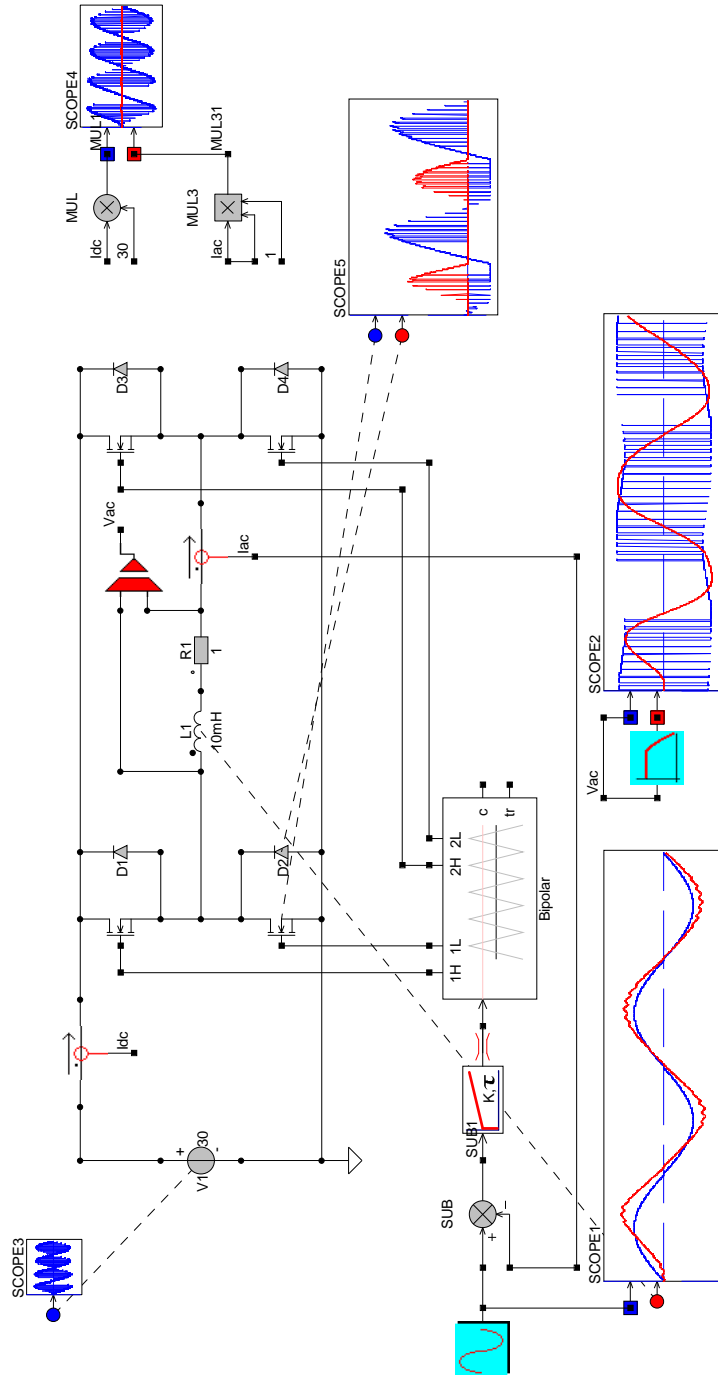 SCOPE3
V1
30
+
-
Idc
D1
D2
L1
10mH
R1
1
Vac
Iac
D3
D4
MUL
Idc
30
MUL1
SCOPE4
MUL3
Iac
1
MUL31
SCOPE5
SUB
+
-
SUB1
K,τ
1H
1L
2H
2L
c
tr
Bipolar
SCOPE1
Vac
SCOPE2